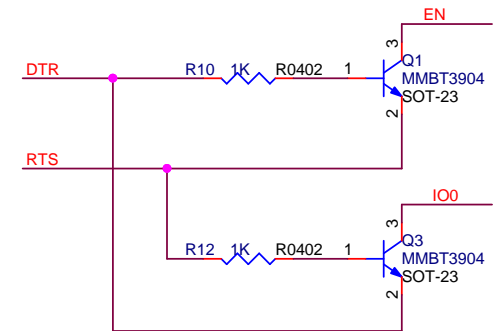 EN
DTR
R10 1K R0402 1
3
Q1
MMBT3904
SOT-23
2
RTS
IO0
R12 1K R0402 1
3
Q3
MMBT3904
SOT-23
2